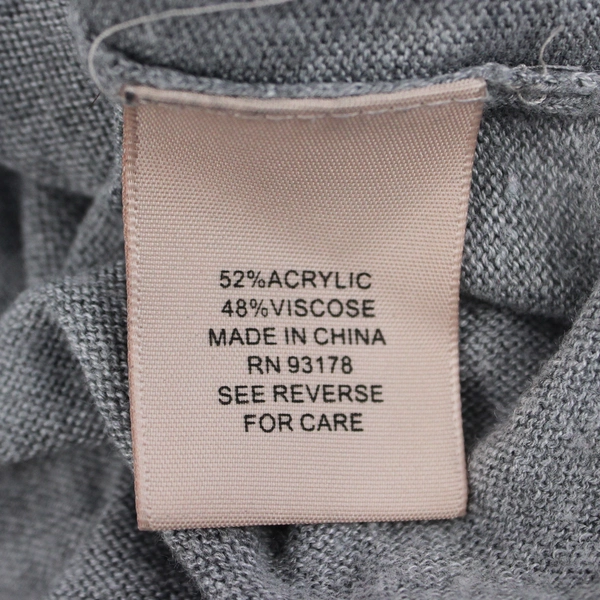 52%ACRYLIC
48%VISCOSE
MADE IN CHINA
RN 93178
SEE REVERSE
FOR CARE